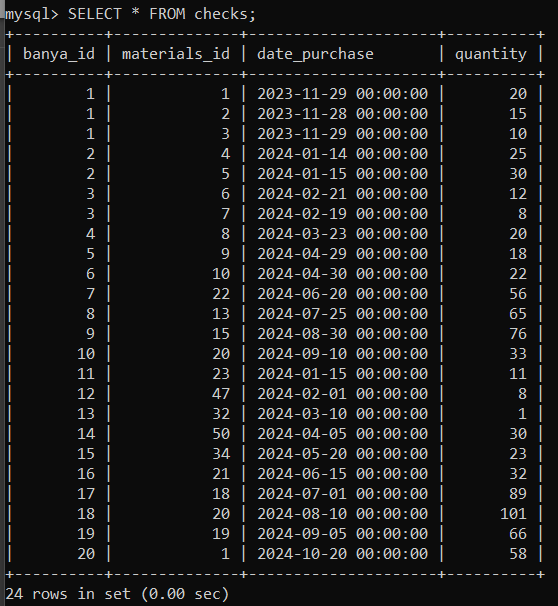 mysql> SELECT * FROM checks;
+----------+--------------+---------------------+----------+
| banya_id | materials_id | date_purchase       | quantity |
+----------+--------------+---------------------+----------+
|        1 |            1 | 2023-11-29 00:00:00 |       20 |
|        1 |            2 | 2023-11-28 00:00:00 |       15 |
|        1 |            3 | 2023-11-29 00:00:00 |       10 |
|        2 |            4 | 2024-01-14 00:00:00 |       25 |
|        2 |            5 | 2024-01-15 00:00:00 |       30 |
|        3 |            6 | 2024-02-21 00:00:00 |       12 |
|        3 |            7 | 2024-02-19 00:00:00 |        8 |
|        4 |            8 | 2024-03-23 00:00:00 |       20 |
|        5 |            9 | 2024-04-29 00:00:00 |       18 |
|        6 |           10 | 2024-04-30 00:00:00 |       22 |
|        7 |           22 | 2024-06-20 00:00:00 |       56 |
|        8 |           13 | 2024-07-25 00:00:00 |       65 |
|        9 |           15 | 2024-08-30 00:00:00 |       76 |
|       10 |           20 | 2024-09-10 00:00:00 |       33 |
|       11 |           23 | 2024-01-15 00:00:00 |       11 |
|       12 |           47 | 2024-02-01 00:00:00 |        8 |
|       13 |           32 | 2024-03-10 00:00:00 |        1 |
|       14 |           50 | 2024-04-05 00:00:00 |       30 |
|       15 |           34 | 2024-05-20 00:00:00 |       23 |
|       16 |           21 | 2024-06-15 00:00:00 |       32 |
|       17 |           18 | 2024-07-01 00:00:00 |       89 |
|       18 |           20 | 2024-08-10 00:00:00 |      101 |
|       19 |           19 | 2024-09-05 00:00:00 |       66 |
|       20 |            1 | 2024-10-20 00:00:00 |       58 |
+----------+--------------+---------------------+----------+
24 rows in set (0.00 sec)